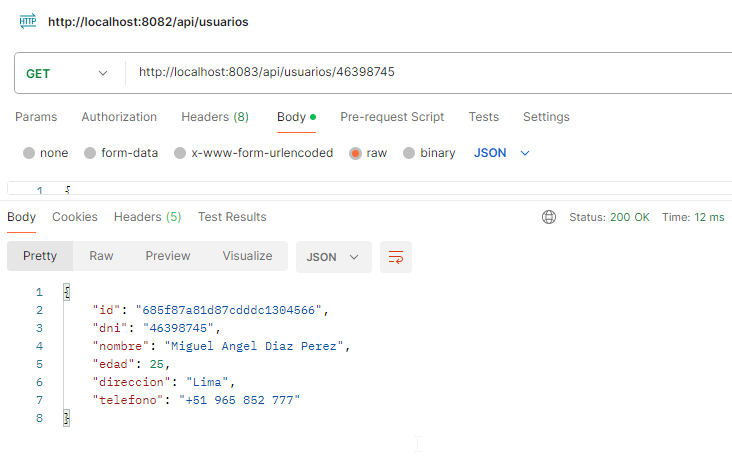 HTTP http://localhost:8082/api/usuarios
GET http://localhost:8083/api/usuarios/46398745
Params Authorization Headers (8) Body Pre-request Script Tests Settings
none form-data x-www-form-urlencoded raw binary JSON
1 {
Body Cookies Headers (5) Test Results Status: 200 OK Time: 12 ms
Pretty Raw Preview Visualize JSON
1 {
2 "id": "685f87a81d87cdddc1304566",
3 "dni": "46398745",
4 "nombre": "Miguel Angel Diaz Perez",
5 "edad": 25,
6 "direccion": "Lima",
7 "telefono": "+51 965 852 777"
8 }